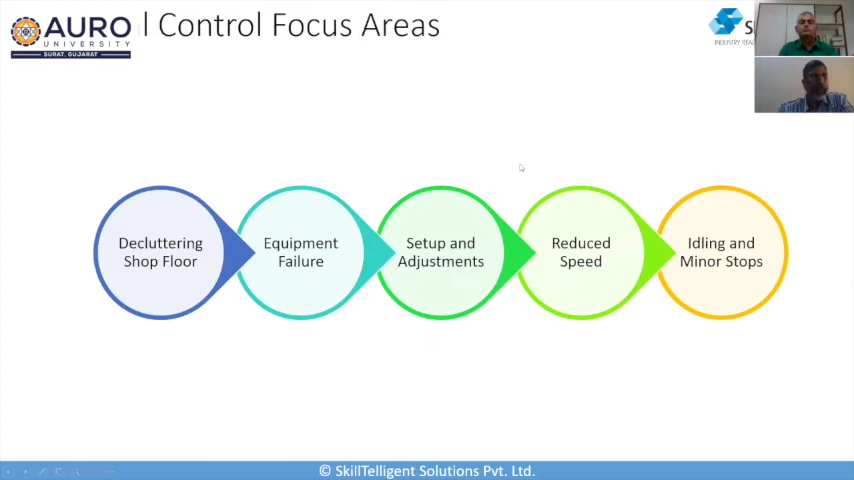 AURO
UNIVERSITY
SURAT, GUJARAT
l Control Focus Areas
INDUSTRY
Decluttering
Shop Floor
Equipment
Failure
Setup and
Adjustments
Reduced
Speed
Idling and
Minor Stops
© SkillTelligent Solutions Pvt. Ltd.